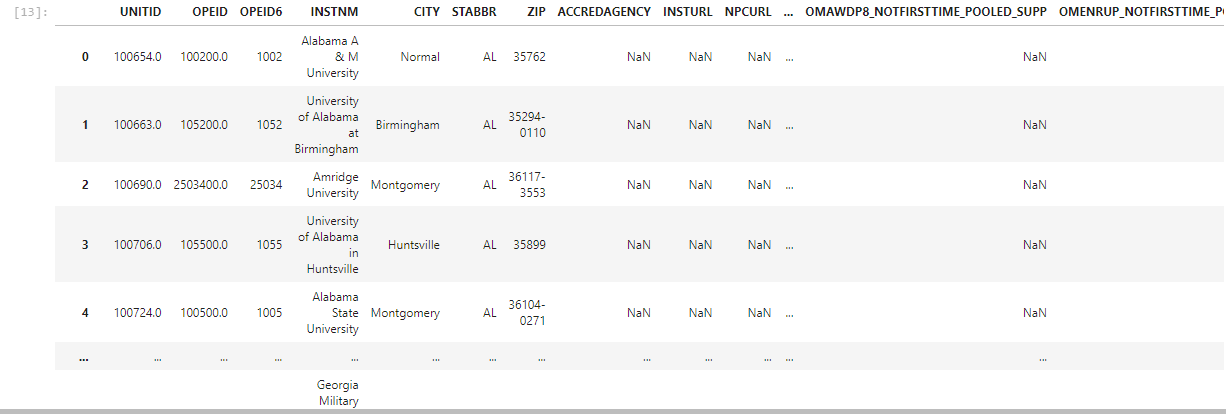 [13]: UNITID OPEID OPEID6 INSTNM CITY STABBR ZIP ACCREDAGENCY INSTURL NPCURL ... OMAWDP8_NOTFIRSTTIME_POOLED_SUPP OMENRUP_NOTFIRSTTIME_PO
0 100654.0 100200.0 1002 Alabama A & M University Normal AL 35762 NaN NaN NaN ... NaN
1 100663.0 105200.0 1052 University of Alabama at Birmingham Birmingham AL 35294-0110 NaN NaN NaN ... NaN
2 100690.0 2503400.0 25034 Amridge University Montgomery AL 36117-3553 NaN NaN NaN ... NaN
3 100706.0 105500.0 1055 University of Alabama in Huntsville Huntsville AL 35899 NaN NaN NaN ... NaN
4 100724.0 100500.0 1005 Alabama State University Montgomery AL 36104-0271 NaN NaN NaN ... NaN
... ... ... ... ... ... ... ... ... ... ... ... ...
Georgia Military